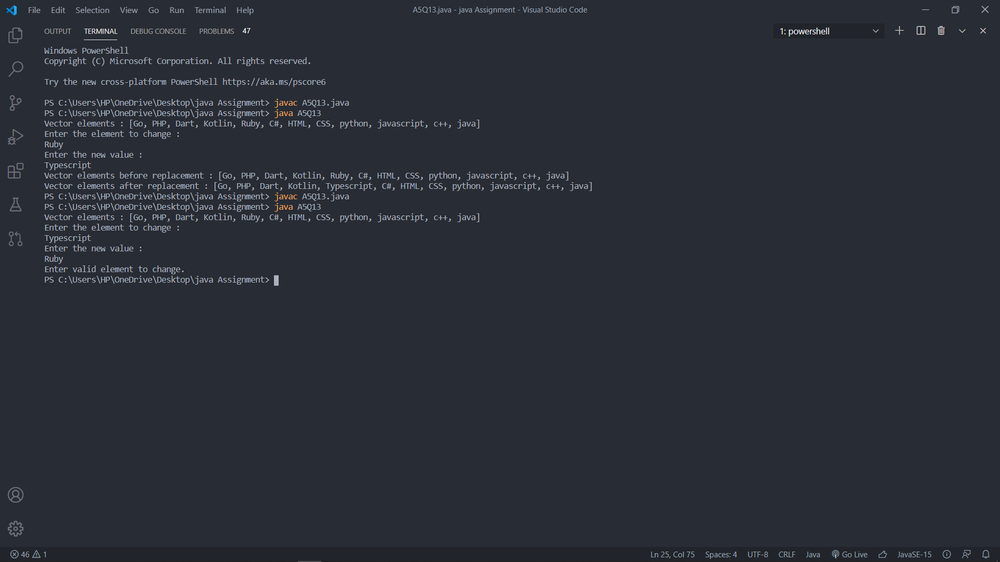 File Edit Selection View Go Run Terminal Help A5Q13.java - java Assignment - Visual Studio Code
OUTPUT TERMINAL DEBUG CONSOLE PROBLEMS 47 1: powershell
Windows PowerShell
Copyright (C) Microsoft Corporation. All rights reserved.
Try the new cross-platform PowerShell https://aka.ms/pscore6
PS C:\Users\HP\OneDrive\Desktop\java Assignment> javac A5Q13.java
PS C:\Users\HP\OneDrive\Desktop\java Assignment> java A5Q13
Vector elements : [Go, PHP, Dart, Kotlin, Ruby, C#, HTML, CSS, python, javascript, c++, java]
Enter the element to change :
Ruby
Enter the new value :
Typescript
Vector elements before replacement : [Go, PHP, Dart, Kotlin, Ruby, C#, HTML, CSS, python, javascript, c++, java]
Vector elements after replacement : [Go, PHP, Dart, Kotlin, Typescript, C#, HTML, CSS, python, javascript, c++, java]
PS C:\Users\HP\OneDrive\Desktop\java Assignment> javac A5Q13.java
PS C:\Users\HP\OneDrive\Desktop\java Assignment> java A5Q13
Vector elements : [Go, PHP, Dart, Kotlin, Ruby, C#, HTML, CSS, python, javascript, c++, java]
Enter the element to change :
Typescript
Enter the new value :
Ruby
Enter valid element to change.
PS C:\Users\HP\OneDrive\Desktop\java Assignment>
46 1 Ln 25, Col 75 Spaces: 4 UTF-8 CRLF Java Go Live JavaSE-15